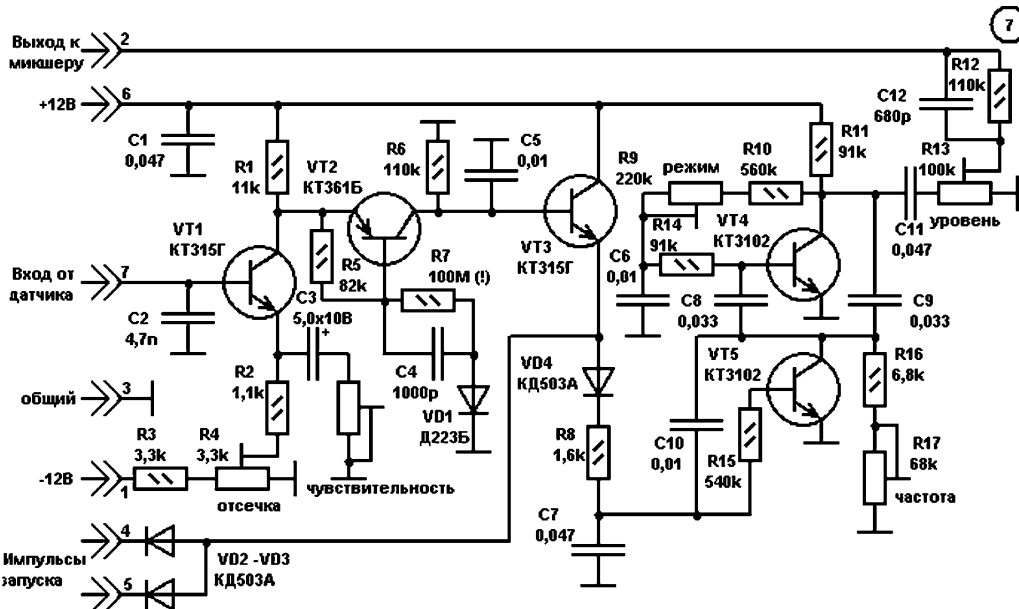 7
Выход к
микшеру
2
+12В
6
C1
0,047
R1
11k
VT2
КТ361Б
R6
110k
C5
0,01
R9
220k
режим
R10
560k
R11
91k
C12
680p
R12
110k
R13
100k
уровень
VT1
КТ315Г
Вход от
датчика
7
C2
4,7n
R5
82k
R7
100М (!)
C3
5,0x10В
+
C4
1000p
VD1
Д223Б
VT3
КТ315Г
R14
91k
VT4
КТ3102
C6
0,01
C8
0,033
C11
0,047
C9
0,033
R2
1,1k
общий
3
R3
3,3k
R4
3,3k
-12В
1
отсечка
чувствительность
VD4
КД503А
R8
1,6k
C10
0,01
VT5
КТ3102
R15
540k
R16
6,8k
R17
68k
частота
C7
0,047
4
Импульсы
запуска
5
VD2 -VD3
КД503А